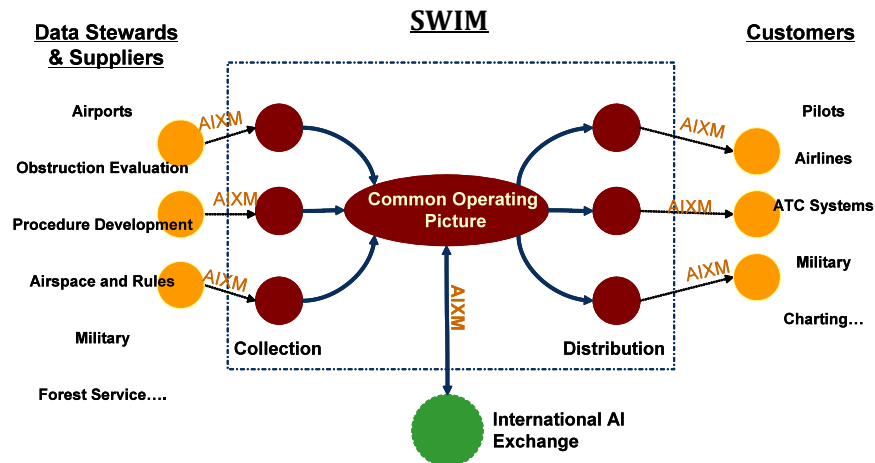 SWIM
Data Stewards
& Suppliers
Customers
Airports
Obstruction Evaluation
Procedure Development
Airspace and Rules
Military
Forest Service….
AIXM
AIXM
AIXM
Collection
Common Operating
Picture
AIXM
International AI
Exchange
Distribution
AIXM
AIXM
AIXM
Pilots
Airlines
ATC Systems
Military
Charting…